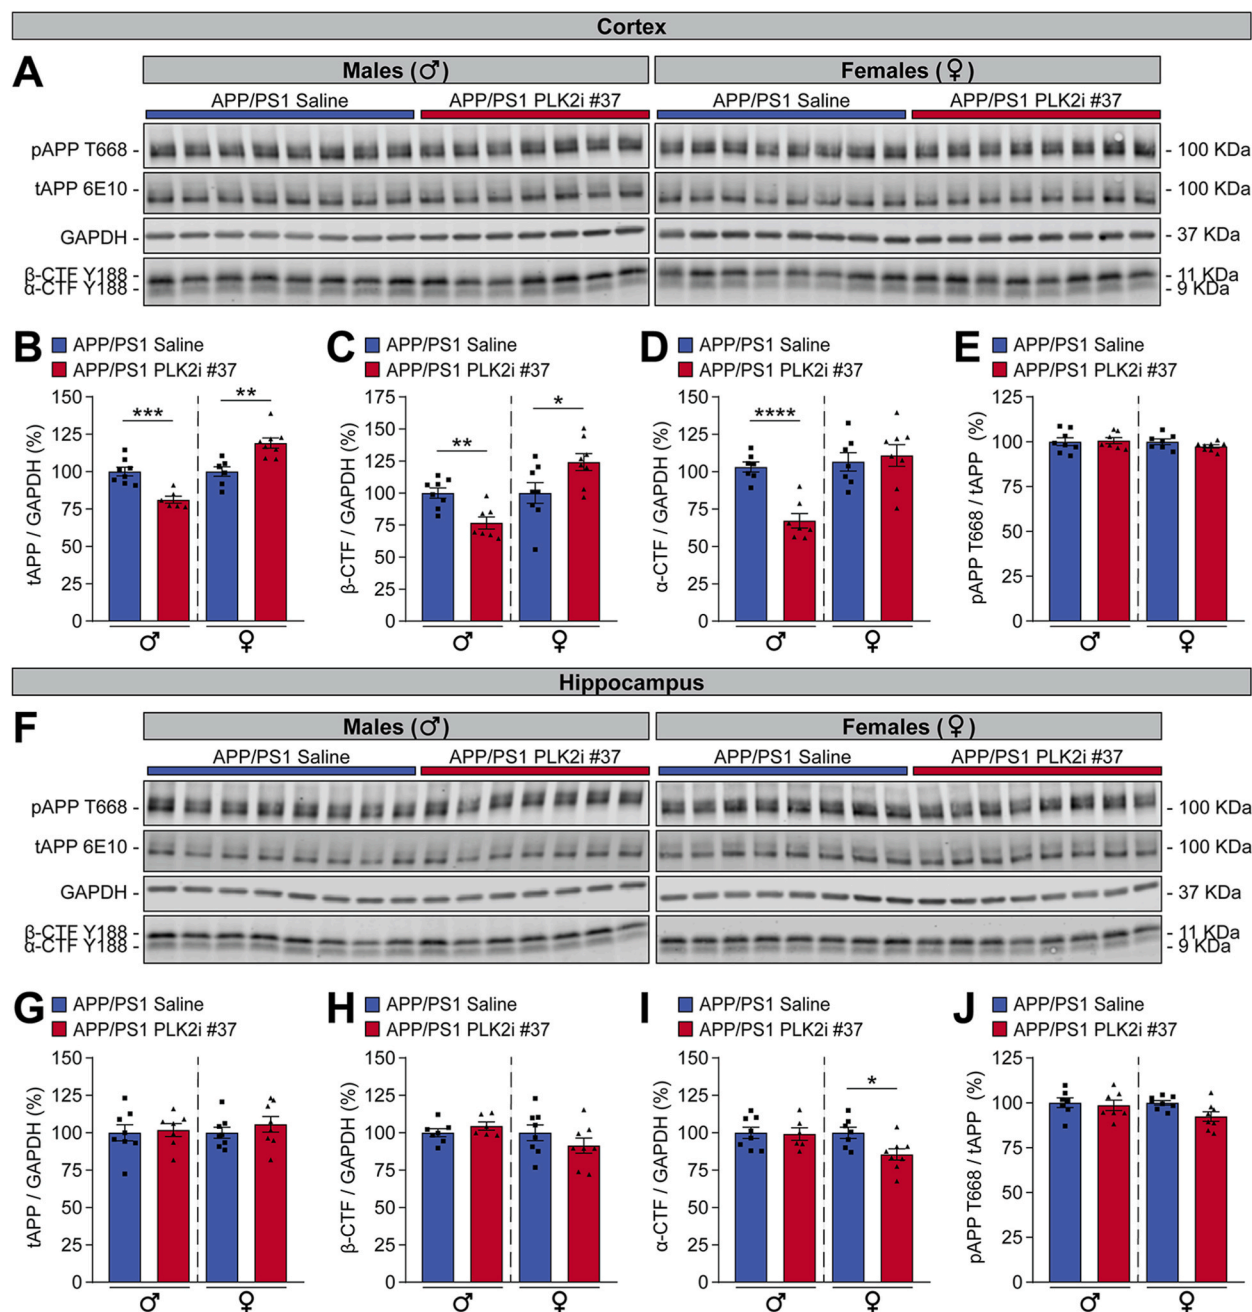 Cortex
A
Males (♂) Females (♀)
APP/PS1 Saline APP/PS1 PLK2i #37 APP/PS1 Saline APP/PS1 PLK2i #37
pAPP T668 - - 100 KDa
tAPP 6E10 - - 100 KDa
GAPDH - - 37 KDa
β-CTF Y188 - - 11 KDa
α-CTF Y188 - - 9 KDa
B C D E
APP/PS1 Saline APP/PS1 Saline APP/PS1 Saline APP/PS1 Saline
APP/PS1 PLK2i #37 APP/PS1 PLK2i #37 APP/PS1 PLK2i #37 APP/PS1 PLK2i #37
tAPP / GAPDH (%)
150
125
100
75
50
25
0
*** **
♂ ♀
β-CTF / GAPDH (%)
175
150
125
100
75
50
25
0
** *
♂ ♀
α-CTF / GAPDH (%)
150
125
100
75
50
25
0
****
♂ ♀
pAPP T668 / tAPP (%)
125
100
75
50
25
0
♂ ♀
Hippocampus
F
Males (♂) Females (♀)
APP/PS1 Saline APP/PS1 PLK2i #37 APP/PS1 Saline APP/PS1 PLK2i #37
pAPP T668 - - 100 KDa
tAPP 6E10 - - 100 KDa
GAPDH - - 37 KDa
β-CTF Y188 - - 11 KDa
α-CTF Y188 - - 9 KDa
G H I J
APP/PS1 Saline APP/PS1 Saline APP/PS1 Saline APP/PS1 Saline
APP/PS1 PLK2i #37 APP/PS1 PLK2i #37 APP/PS1 PLK2i #37 APP/PS1 PLK2i #37
tAPP / GAPDH (%)
150
125
100
75
50
25
0
♂ ♀
β-CTF / GAPDH (%)
150
125
100
75
50
25
0
♂ ♀
α-CTF / GAPDH (%)
150
125
100
75
50
25
0
*
♂ ♀
pAPP T668 / tAPP (%)
125
100
75
50
25
0
♂ ♀